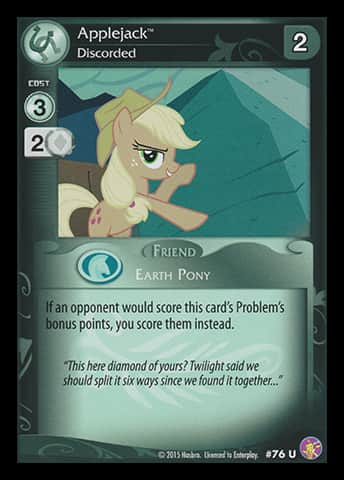 Applejack™
Discorded
2
COST
3
2
FRIEND
EARTH PONY
If an opponent would score this card's Problem's
bonus points, you score them instead.
"This here diamond of yours? Twilight said we
should split it six ways since we found it together..."
© 2015 Hasbro. Licensed to Enterplay. #76 U